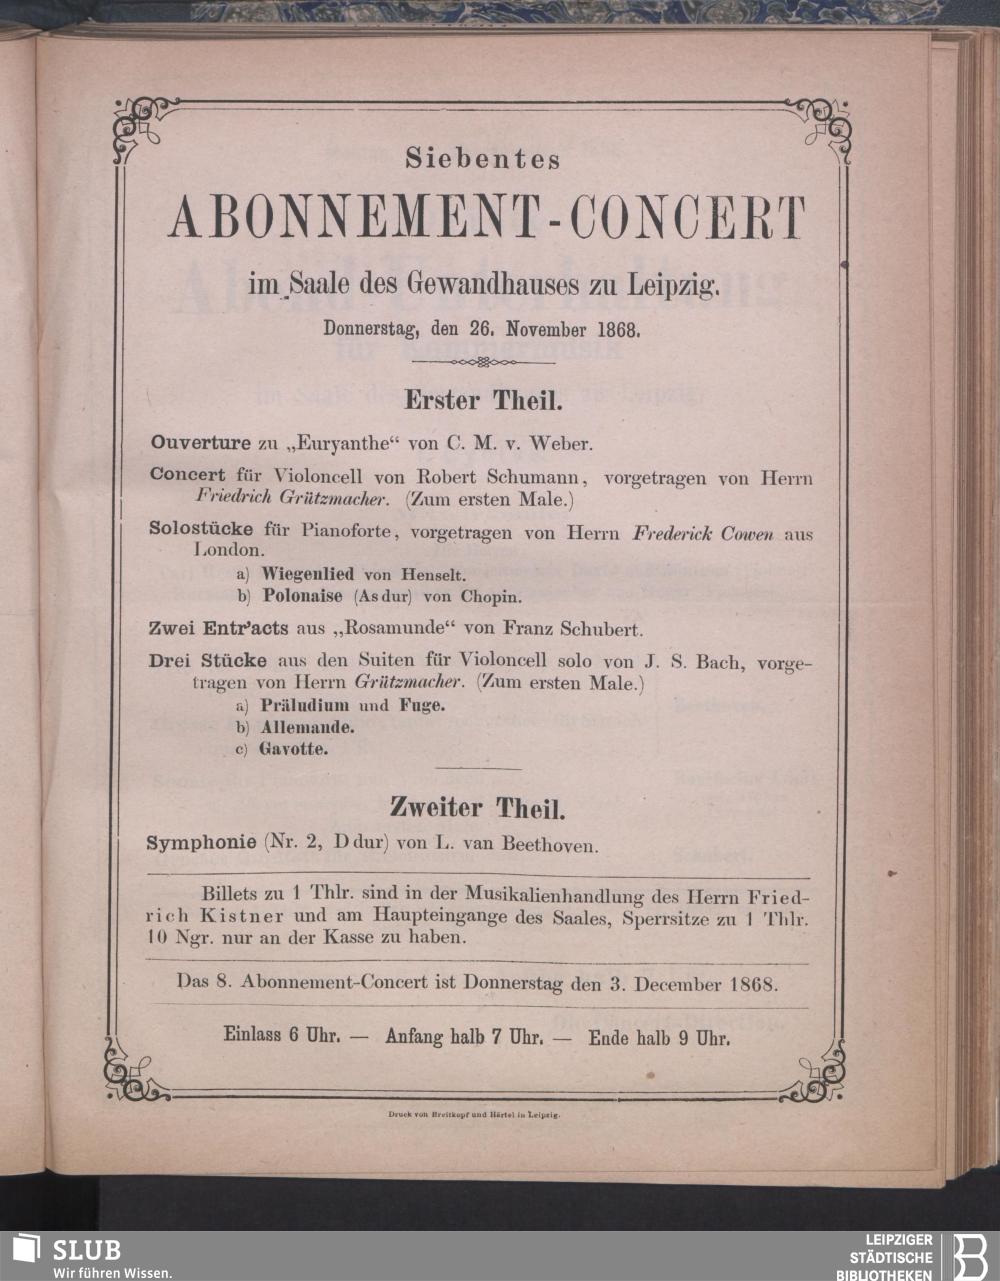 Siebentes
ABONNEMENT-CONCERT
im Saale des Gewandhauses zu Leipzig.
Donnerstag, den 26. November 1868.
Erster Theil.
Ouverture zu „Euryanthe“ von C. M. v. Weber.
Concert für Violoncell von Robert Schumann, vorgetragen von Herrn
Friedrich Grützmacher. (Zum ersten Male.)
Solostücke für Pianoforte, vorgetragen von Herrn Frederick Cowen aus
London.
a) Wiegenlied von Henselt.
b) Polonaise (As dur) von Chopin.
Zwei Entr'acts aus „Rosamunde“ von Franz Schubert.
Drei Stücke aus den Suiten für Violoncell solo von J. S. Bach, vorge-
tragen von Herrn Grützmacher. (Zum ersten Male.)
a) Präludium und Fuge.
b) Allemande.
c) Gavotte.
Zweiter Theil.
Symphonie (Nr. 2, D dur) von L. van Beethoven.
Billets zu 1 Thlr. sind in der Musikalienhandlung des Herrn Fried-
rich Kistner und am Haupteingange des Saales, Sperrsitze zu 1 Thlr.
10 Ngr. nur an der Kasse zu haben.
Das 8. Abonnement-Concert ist Donnerstag den 3. December 1868.
Einlass 6 Uhr. — Anfang halb 7 Uhr. — Ende halb 9 Uhr.
Druck von Breitkopf und Härtel in Leipzig.
SLUB
Wir führen Wissen.
LEIPZIGER
STÄDTISCHE
BIBLIOTHEKEN